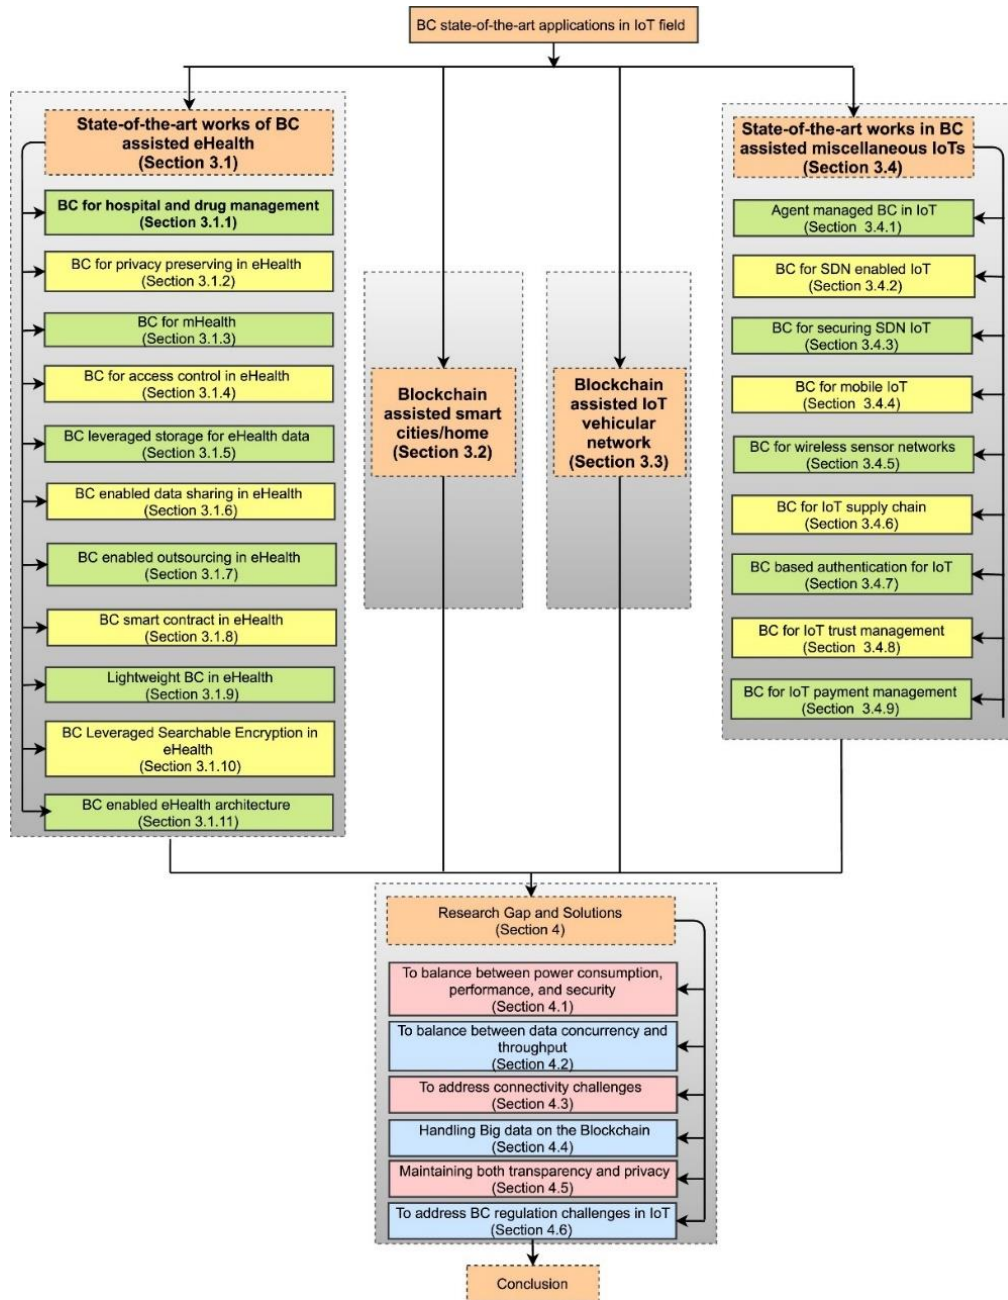 BC state-of-the-art applications in IoT field
State-of-the-art works of BC
assisted eHealth
(Section 3.1)
BC for hospital and drug management
(Section 3.1.1)
BC for privacy preserving in eHealth
(Section 3.1.2)
BC for mHealth
(Section 3.1.3)
BC for access control in eHealth
(Section 3.1.4)
BC leveraged storage for eHealth data
(Section 3.1.5)
BC enabled data sharing in eHealth
(Section 3.1.6)
BC enabled outsourcing in eHealth
(Section 3.1.7)
BC smart contract in eHealth
(Section 3.1.8)
Lightweight BC in eHealth
(Section 3.1.9)
BC Leveraged Searchable Encryption in
eHealth
(Section 3.1.10)
BC enabled eHealth architecture
(Section 3.1.11)
Blockchain
assisted smart
cities/home
(Section 3.2)
Blockchain
assisted IoT
vehicular
network
(Section 3.3)
State-of-the-art works in BC
assisted miscellaneous IoTs
(Section 3.4)
Agent managed BC in IoT
(Section 3.4.1)
BC for SDN enabled IoT
(Section 3.4.2)
BC for securing SDN IoT
(Section 3.4.3)
BC for mobile IoT
(Section 3.4.4)
BC for wireless sensor networks
(Section 3.4.5)
BC for IoT supply chain
(Section 3.4.6)
BC based authentication for IoT
(Section 3.4.7)
BC for IoT trust management
(Section 3.4.8)
BC for IoT payment management
(Section 3.4.9)
Research Gap and Solutions
(Section 4)
To balance between power consumption,
performance, and security
(Section 4.1)
To balance between data concurrency and
throughput
(Section 4.2)
To address connectivity challenges
(Section 4.3)
Handling Big data on the Blockchain
(Section 4.4)
Maintaining both transparency and privacy
(Section 4.5)
To address BC regulation challenges in IoT
(Section 4.6)
Conclusion